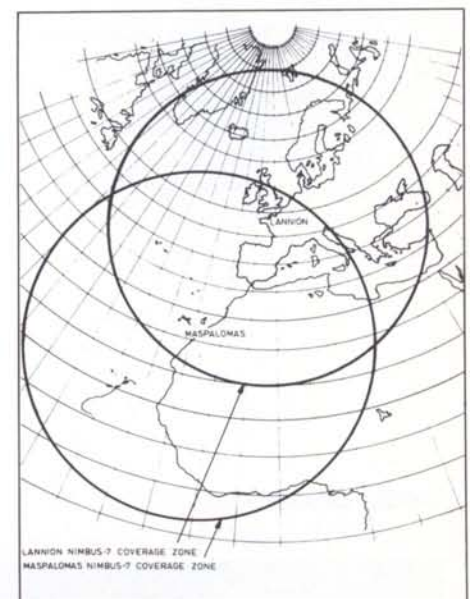 LANNION
MASPALOMAS
LANNION NIMBUS-7 COVERAGE ZONE
MASPALOMAS NIMBUS-7 COVERAGE ZONE